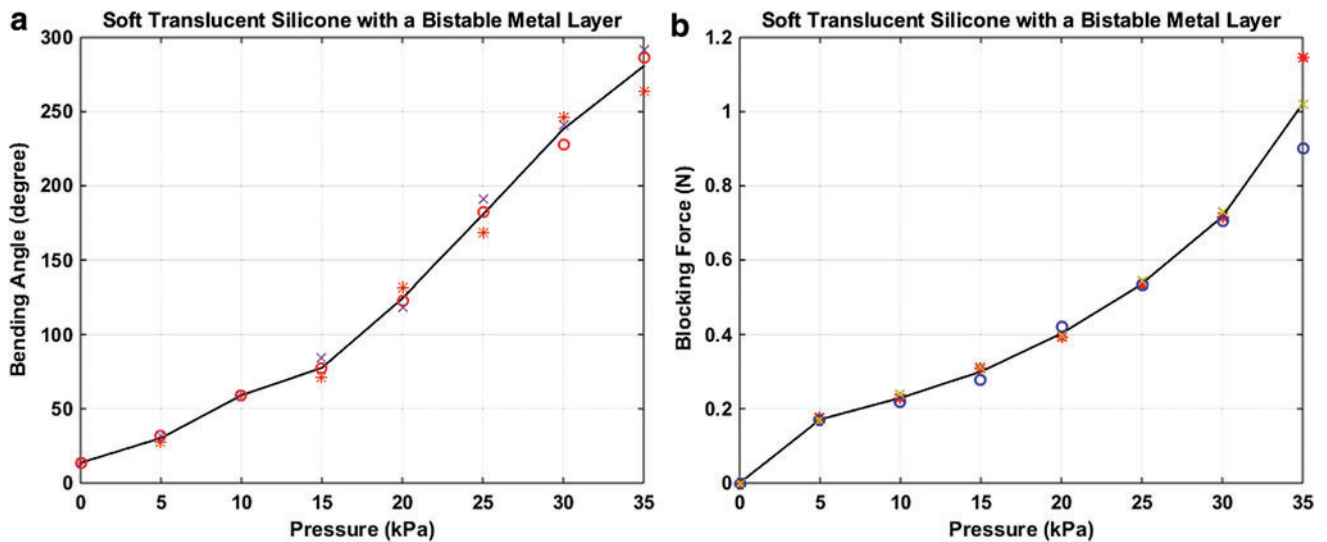 a
Soft Translucent Silicone with a Bistable Metal Layer
300
250
200
150
100
50
0
Bending Angle (degree)
0 5 10 15 20 25 30 35
Pressure (kPa)
b
Soft Translucent Silicone with a Bistable Metal Layer
1.2
1
0.8
0.6
0.4
0.2
0
Blocking Force (N)
0 5 10 15 20 25 30 35
Pressure (kPa)